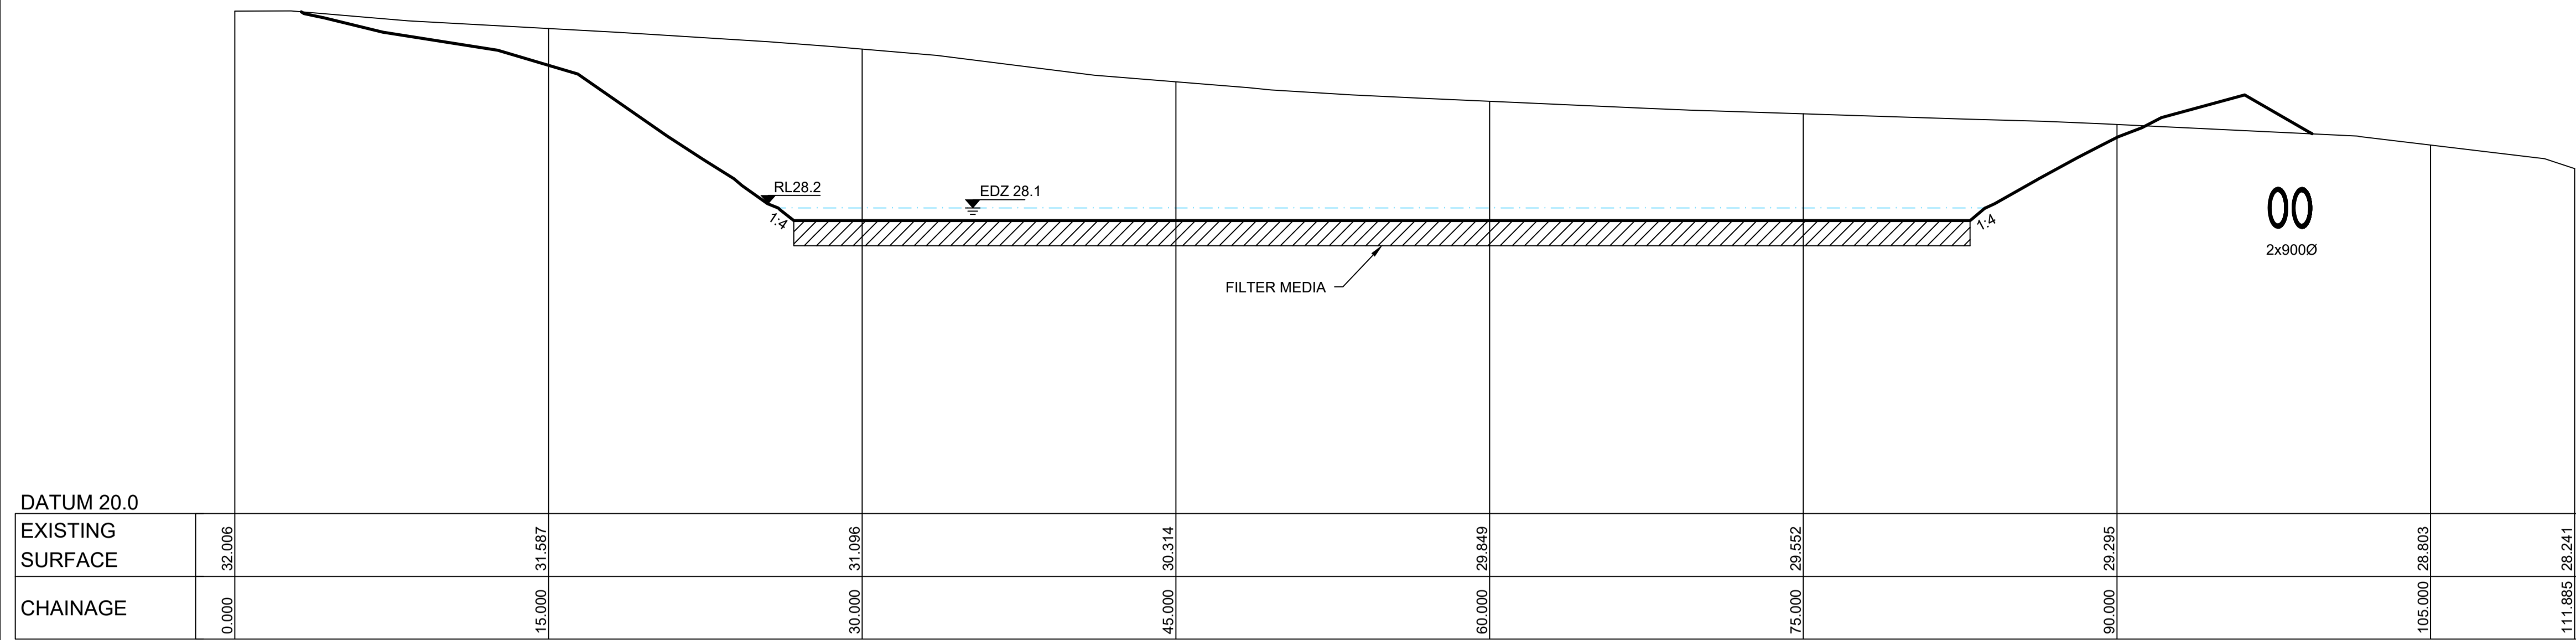 RL28.2
EDZ 28.1
1:4
1:4
2x900Ø
FILTER MEDIA
DATUM 20.0
EXISTING
SURFACE
32.006 31.587 31.096 30.314 29.849 29.552 29.295 28.803 28.241
CHAINAGE 0.000 15.000 30.000 45.000 60.000 75.000 90.000 105.000 111.885